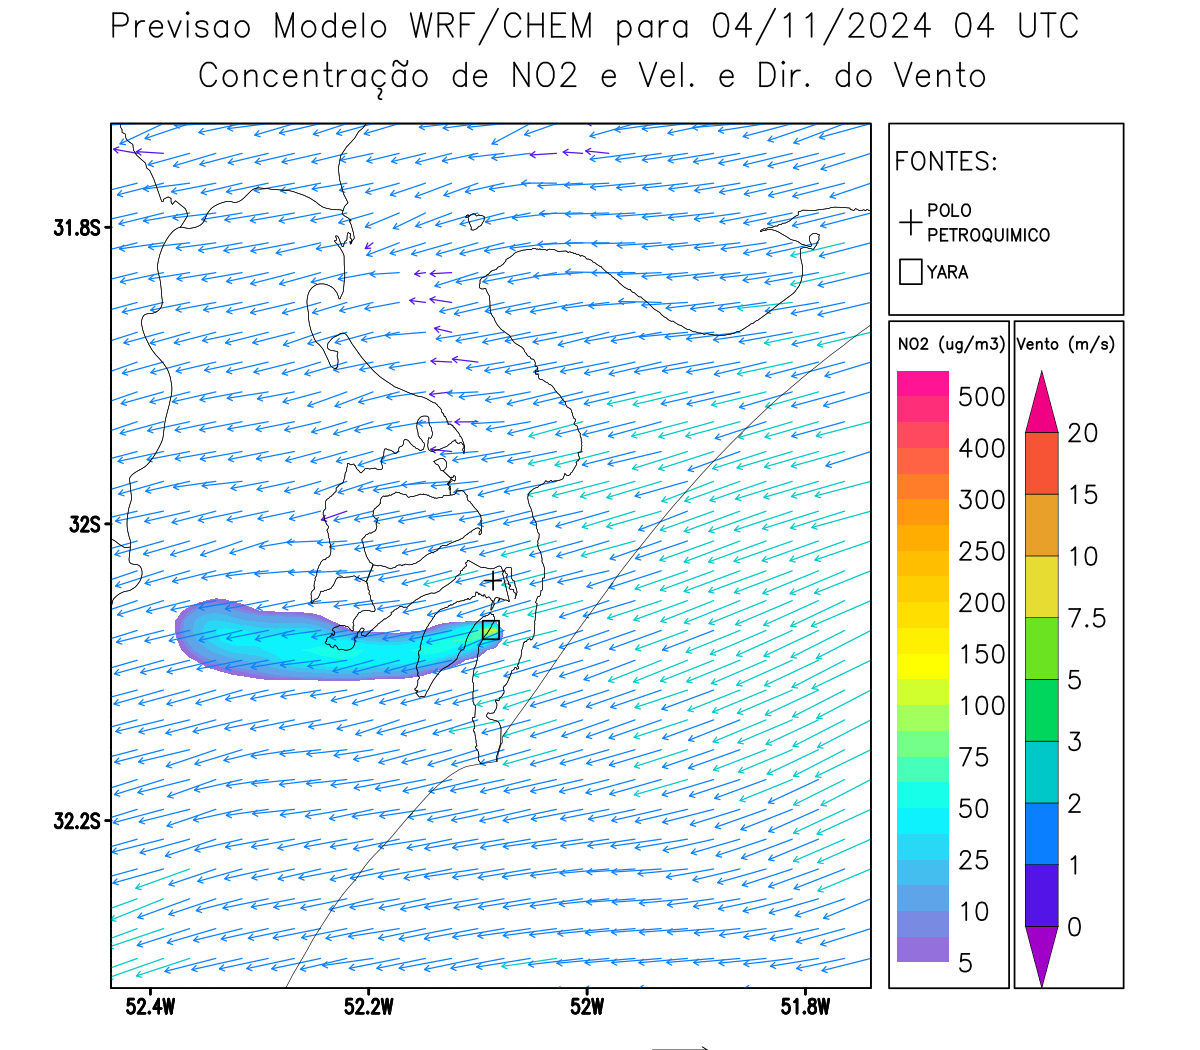 Previsao Modelo WRF/CHEM para 04/11/2024 04 UTC
Concentração de NO2 e Vel. e Dir. do Vento
FONTES:
POLO
PETROQUIMICO
YARA
NO2 (ug/m3)
500
400
300
250
200
150
100
75
50
25
10
5
Vento (m/s)
20
15
10
7.5
5
3
2
1
0
31.8S
32S
32.2S
52.4W
52.2W
52W
51.8W